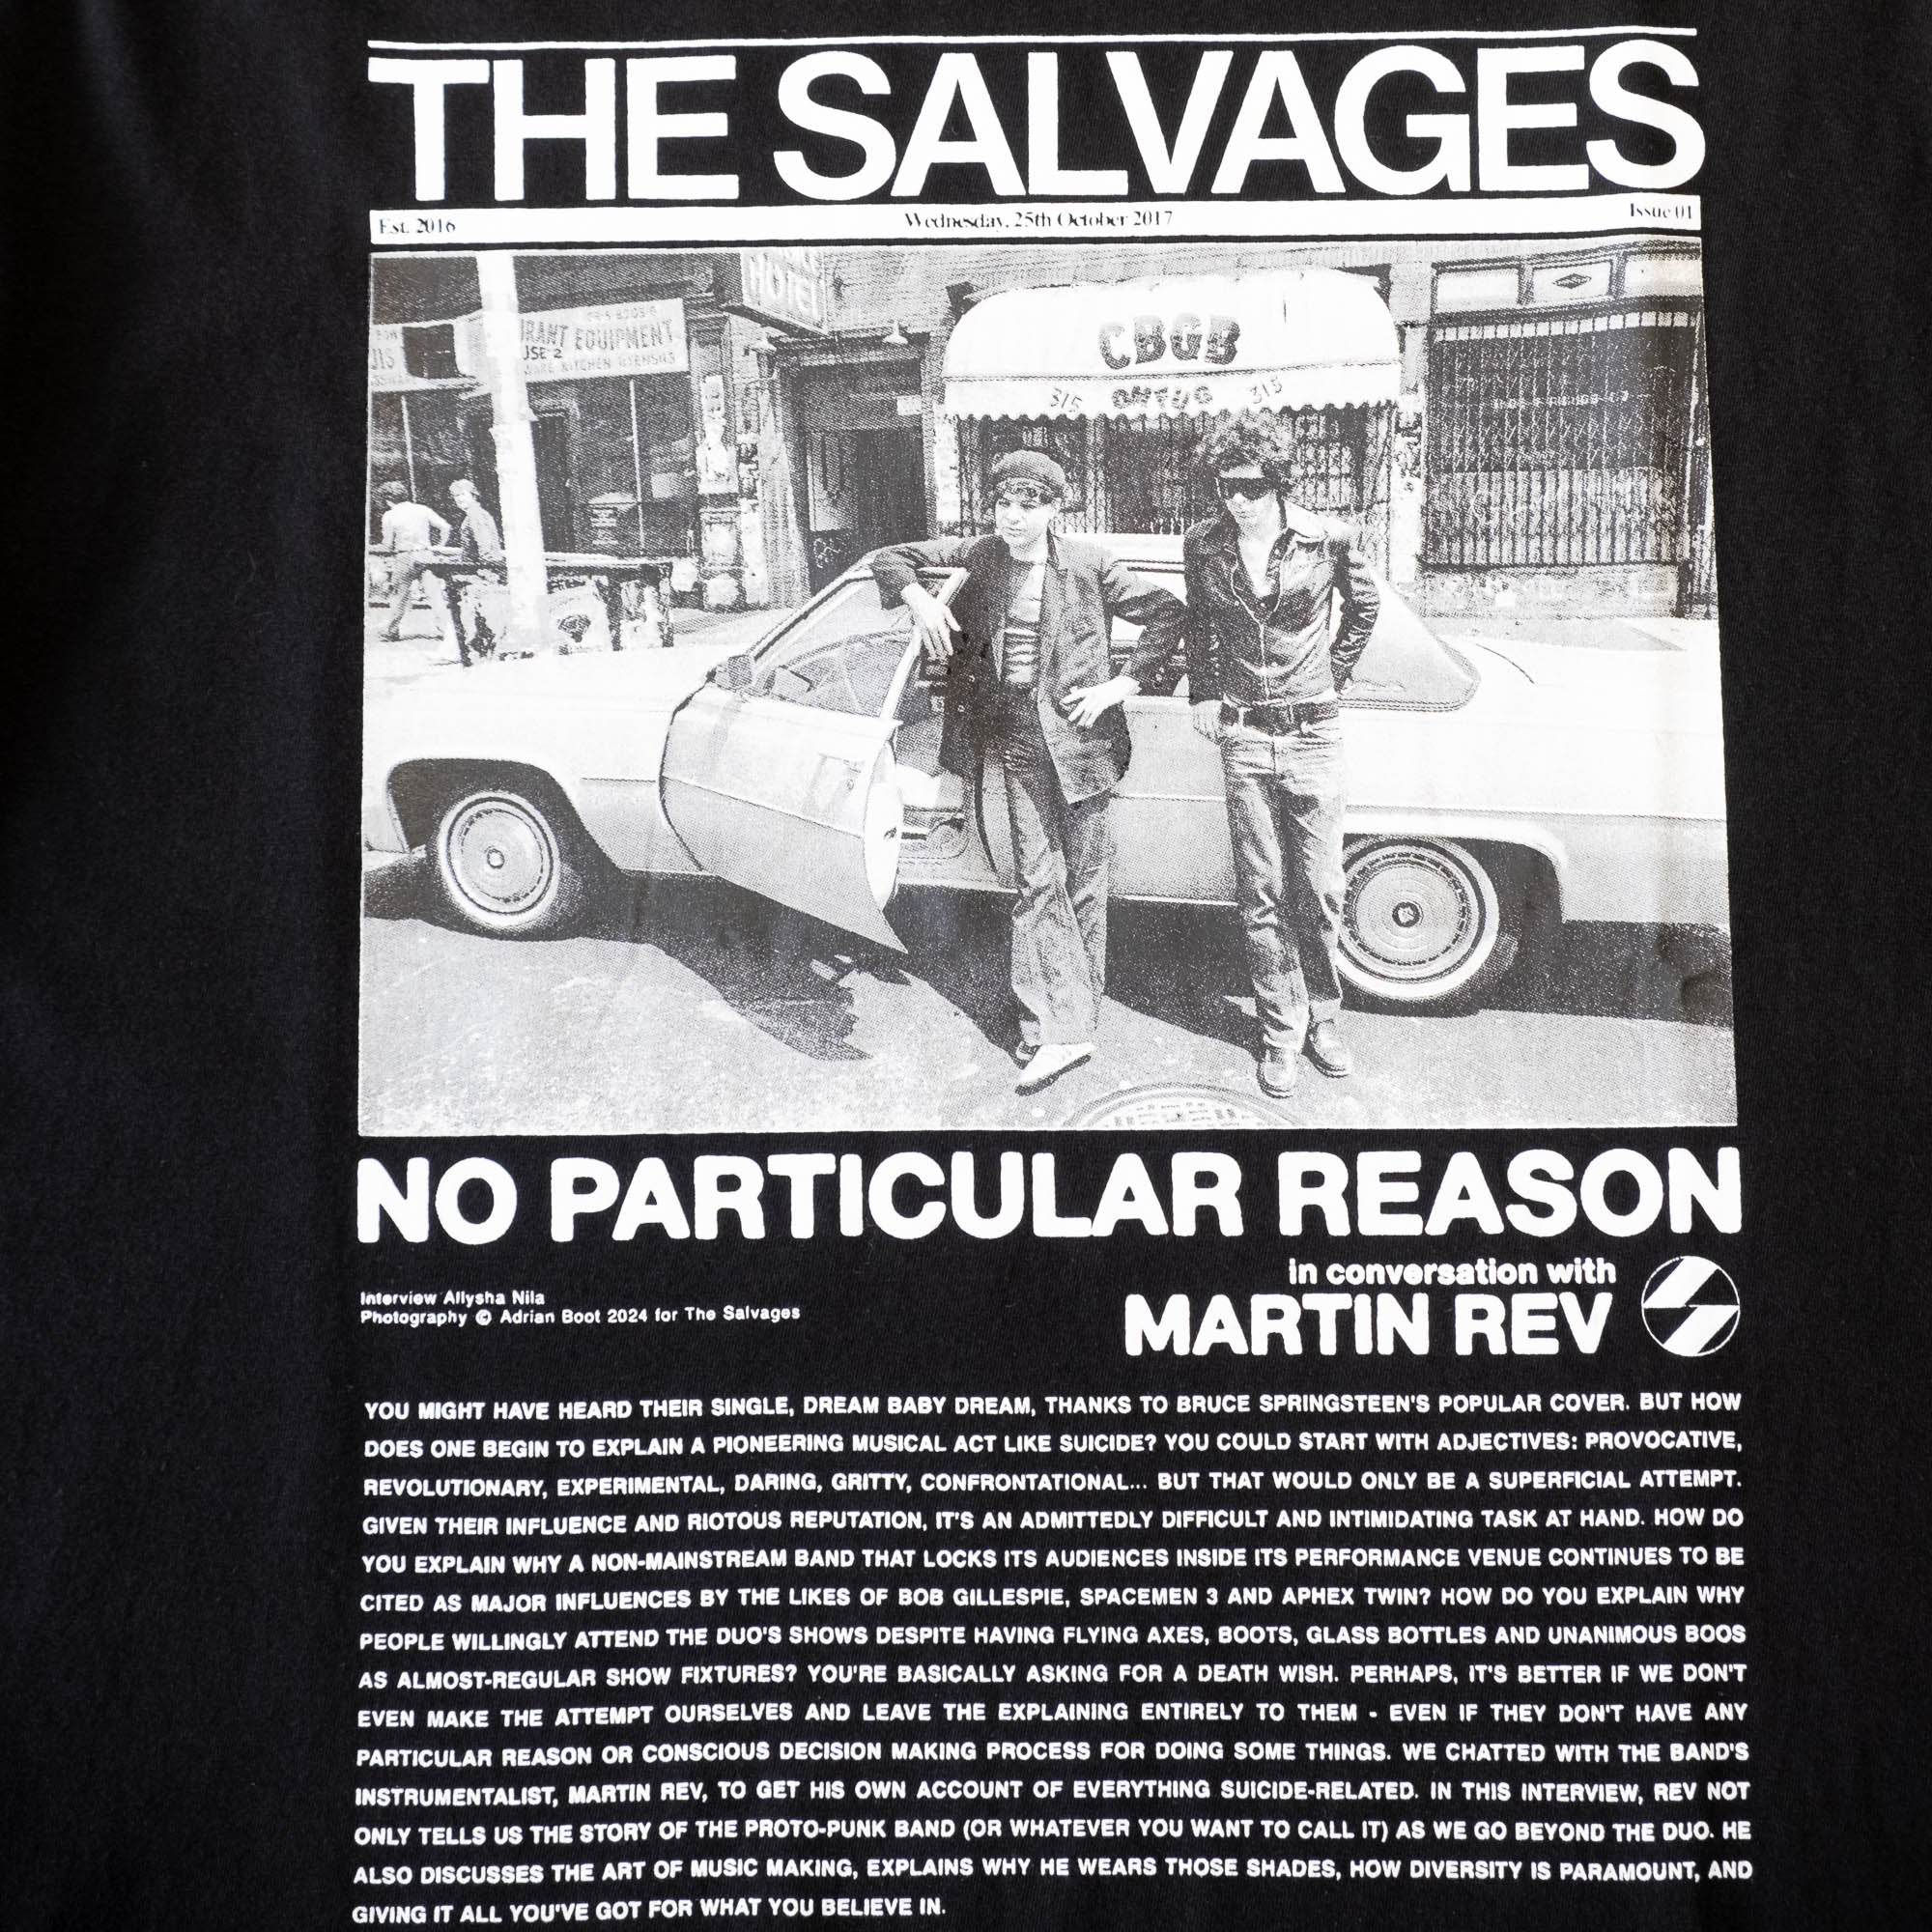 THE SALVAGES
Est. 2016 Wednesday, 25th October 2017 Issue 01
HOTEL
EQUIPMENT
CBGB
315 OMFUG 315
NO PARTICULAR REASON
in conversation with
MARTIN REV
Interview Allysha Nila
Photography © Adrian Boot 2024 for The Salvages
YOU MIGHT HAVE HEARD THEIR SINGLE, DREAM BABY DREAM, THANKS TO BRUCE SPRINGSTEEN'S POPULAR COVER. BUT HOW
DOES ONE BEGIN TO EXPLAIN A PIONEERING MUSICAL ACT LIKE SUICIDE? YOU COULD START WITH ADJECTIVES: PROVOCATIVE,
REVOLUTIONARY, EXPERIMENTAL, DARING, GRITTY, CONFRONTATIONAL... BUT THAT WOULD ONLY BE A SUPERFICIAL ATTEMPT.
GIVEN THEIR INFLUENCE AND RIOTOUS REPUTATION, IT'S AN ADMITTEDLY DIFFICULT AND INTIMIDATING TASK AT HAND. HOW DO
YOU EXPLAIN WHY A NON-MAINSTREAM BAND THAT LOCKS ITS AUDIENCES INSIDE ITS PERFORMANCE VENUE CONTINUES TO BE
CITED AS MAJOR INFLUENCES BY THE LIKES OF BOB GILLESPIE, SPACEMEN 3 AND APHEX TWIN? HOW DO YOU EXPLAIN WHY
PEOPLE WILLINGLY ATTEND THE DUO'S SHOWS DESPITE HAVING FLYING AXES, BOOTS, GLASS BOTTLES AND UNANIMOUS BOOS
AS ALMOST-REGULAR SHOW FIXTURES? YOU'RE BASICALLY ASKING FOR A DEATH WISH. PERHAPS, IT'S BETTER IF WE DON'T
EVEN MAKE THE ATTEMPT OURSELVES AND LEAVE THE EXPLAINING ENTIRELY TO THEM - EVEN IF THEY DON'T HAVE ANY
PARTICULAR REASON OR CONSCIOUS DECISION MAKING PROCESS FOR DOING SOME THINGS. WE CHATTED WITH THE BAND'S
INSTRUMENTALIST, MARTIN REV, TO GET HIS OWN ACCOUNT OF EVERYTHING SUICIDE-RELATED. IN THIS INTERVIEW, REV NOT
ONLY TELLS US THE STORY OF THE PROTO-PUNK BAND (OR WHATEVER YOU WANT TO CALL IT) AS WE GO BEYOND THE DUO. HE
ALSO DISCUSSES THE ART OF MUSIC MAKING, EXPLAINS WHY HE WEARS THOSE SHADES, HOW DIVERSITY IS PARAMOUNT, AND
GIVING IT ALL YOU'VE GOT FOR WHAT YOU BELIEVE IN.